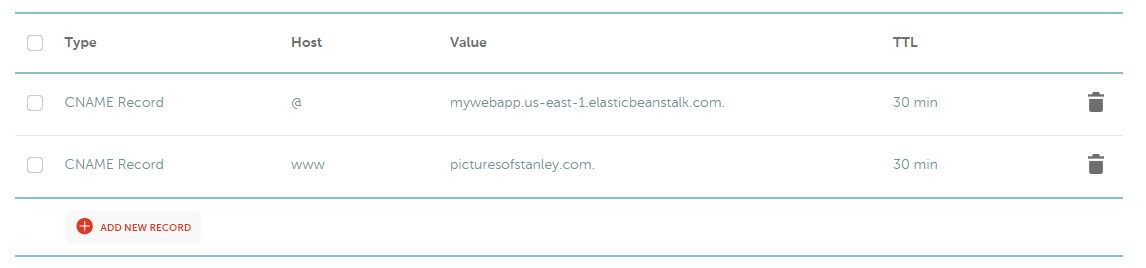 Type Host Value TTL
CNAME Record @ mywebapp.us-east-1.elasticbeanstalk.com. 30 min
CNAME Record www picturesofstanley.com. 30 min
ADD NEW RECORD